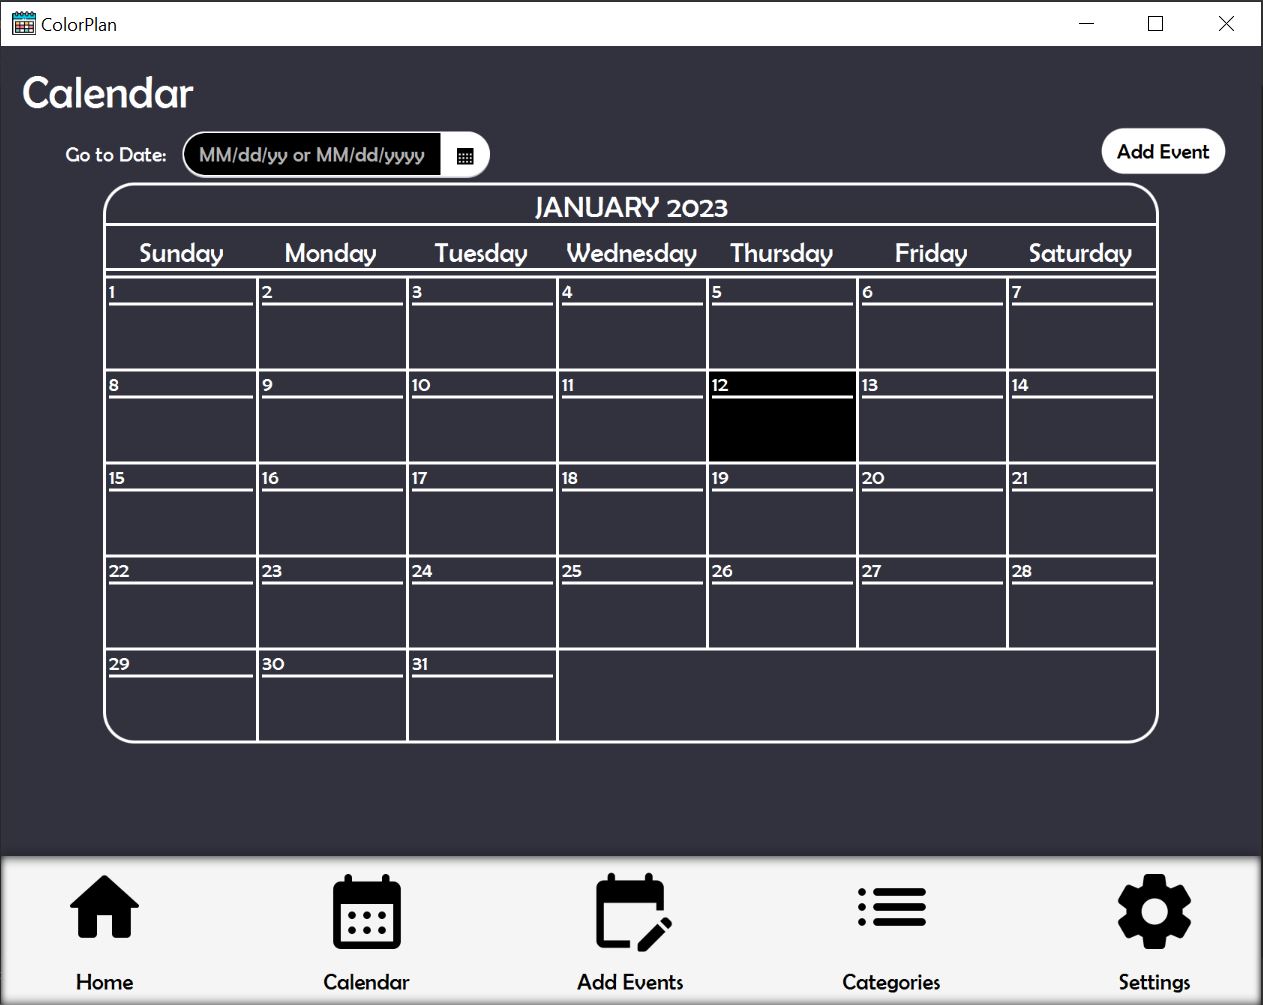 ColorPlan
Calendar
Go to Date: MM/dd/yy or MM/dd/yyyy Add Event
JANUARY 2023
Sunday Monday Tuesday Wednesday Thursday Friday Saturday
1 2 3 4 5 6 7
8 9 10 11 12 13 14
15 16 17 18 19 20 21
22 23 24 25 26 27 28
29 30 31
Home Calendar Add Events Categories Settings